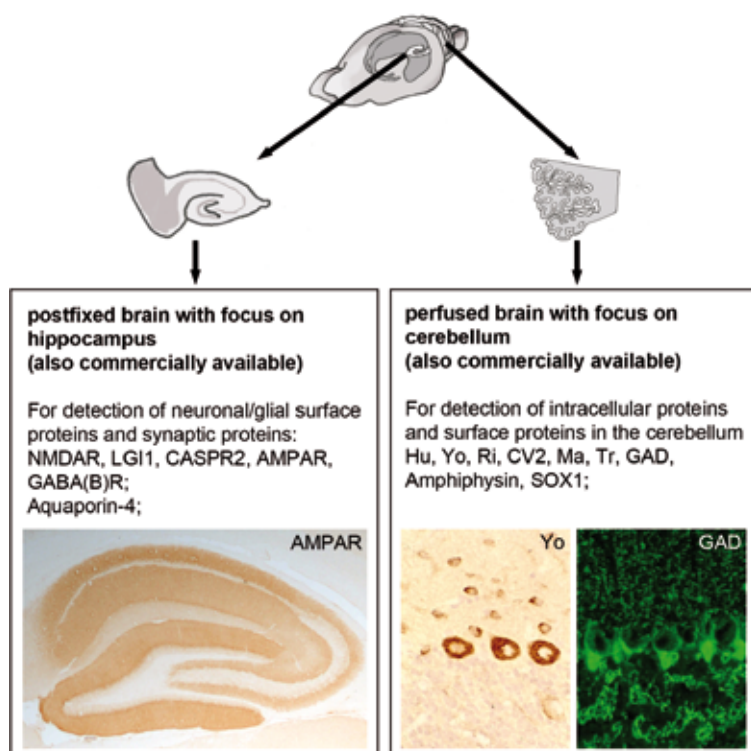 postfixed brain with focus on
hippocampus
(also commercially available)
For detection of neuronal/glial surface
proteins and synaptic proteins:
NMDAR, LGI1, CASPR2, AMPAR,
GABA(B)R;
Aquaporin-4;
AMPAR
perfused brain with focus on
cerebellum
(also commercially available)
For detection of intracellular proteins
and surface proteins in the cerebellum
Hu, Yo, Ri, CV2, Ma, Tr, GAD,
Amphiphysin, SOX1;
Yo
GAD